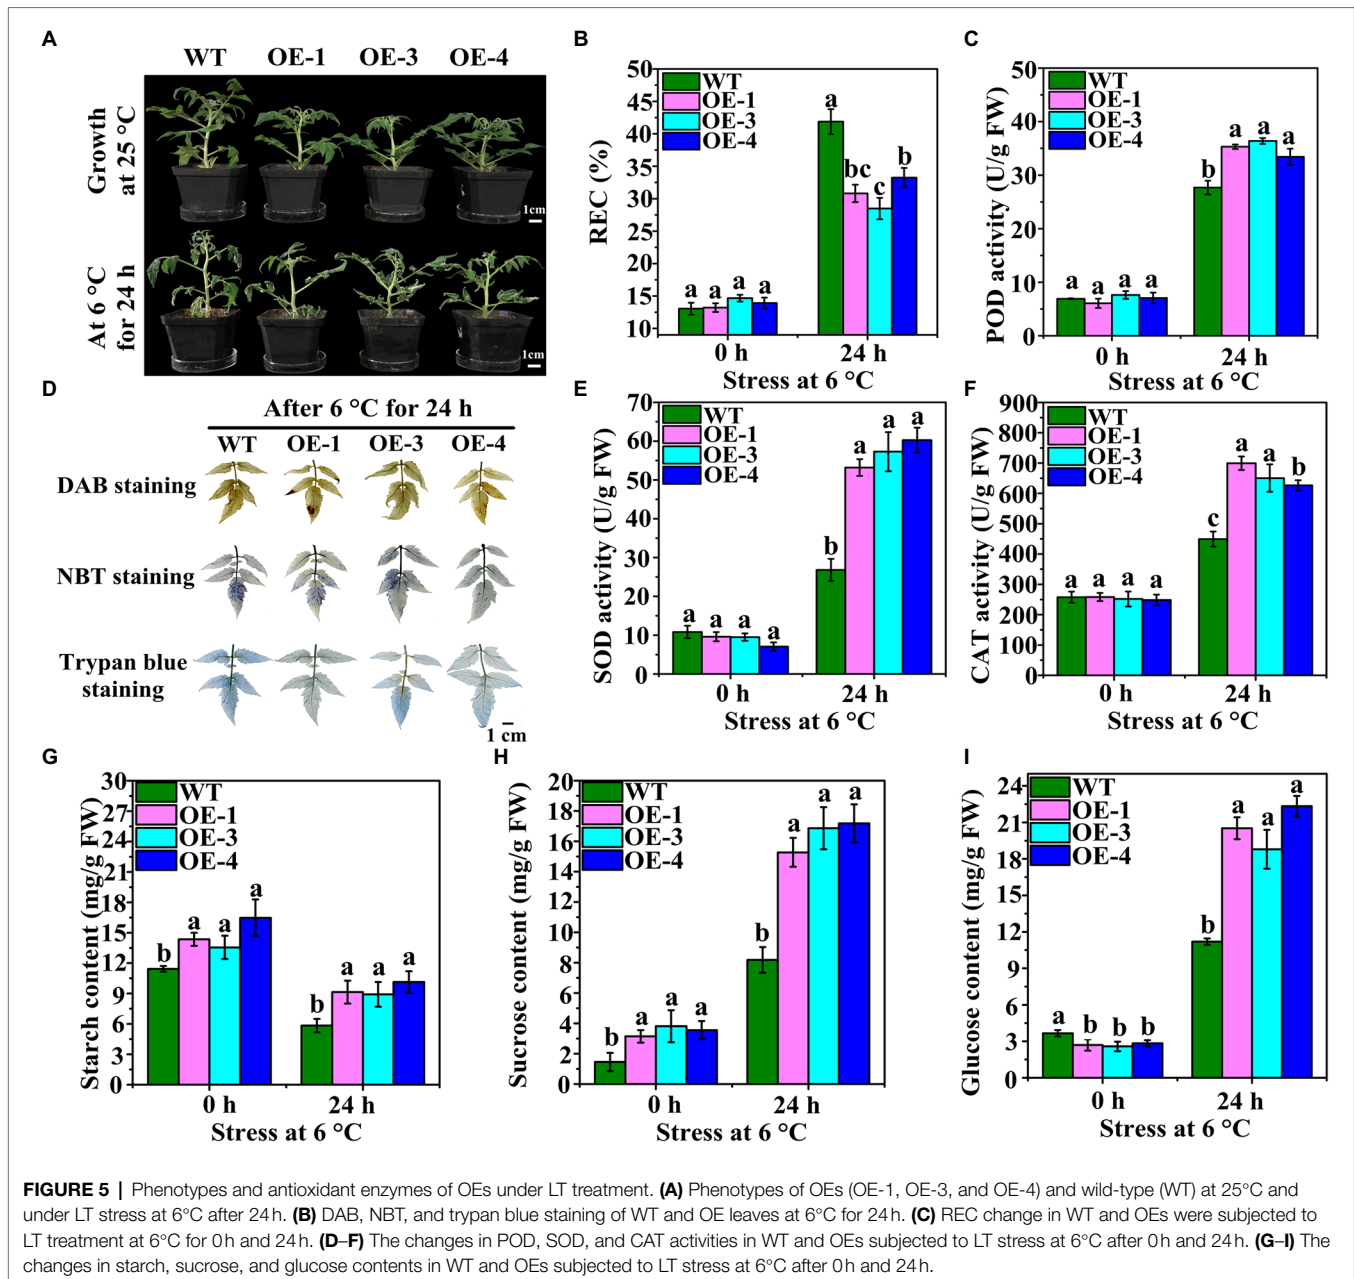 A
WT OE-1 OE-3 OE-4
Growth
at 25 °C
1cm
At 6 °C
for 24 h
1cm
B
50
45
40
35
30
25
20
15
10
REC (%)
WT
OE-1
OE-3
OE-4
a a a a
a bc c b
0 h 24 h
Stress at 6 °C
C
50
40
30
20
10
0
POD activity (U/g FW)
WT
OE-1
OE-3
OE-4
a a a a
b a a a
0 h 24 h
Stress at 6 °C
D
After 6 °C for 24 h
WT OE-1 OE-3 OE-4
DAB staining
NBT staining
Trypan blue
staining
1 cm
E
70
60
50
40
30
20
10
0
SOD activity (U/g FW)
WT
OE-1
OE-3
OE-4
a a a a
b a a a
0 h 24 h
Stress at 6 °C
F
900
800
700
600
500
400
300
200
100
0
CAT activity (U/g FW)
WT
OE-1
OE-3
OE-4
a a a a
c a a b
0 h 24 h
Stress at 6 °C
G
30
27
24
21
18
15
12
9
6
3
0
Starch content (mg/g FW)
WT
OE-1
OE-3
OE-4
b a a a
b a a a
0 h 24 h
Stress at 6 °C
H
20
18
16
14
12
10
8
6
4
2
0
Sucrose content (mg/g FW)
WT
OE-1
OE-3
OE-4
b a a a
b a a a
0 h 24 h
Stress at 6 °C
I
24
21
18
15
12
9
6
3
0
Glucose content (mg/g FW)
WT
OE-1
OE-3
OE-4
a b b b
b a a a
0 h 24 h
Stress at 6 °C
FIGURE 5 | Phenotypes and antioxidant enzymes of OEs under LT treatment. (A) Phenotypes of OEs (OE-1, OE-3, and OE-4) and wild-type (WT) at 25°C and
under LT stress at 6°C after 24h. (B) DAB, NBT, and trypan blue staining of WT and OE leaves at 6°C for 24h. (C) REC change in WT and OEs were subjected to
LT treatment at 6°C for 0h and 24h. (D–F) The changes in POD, SOD, and CAT activities in WT and OEs subjected to LT stress at 6°C after 0h and 24h. (G–I) The
changes in starch, sucrose, and glucose contents in WT and OEs subjected to LT stress at 6°C after 0h and 24h.